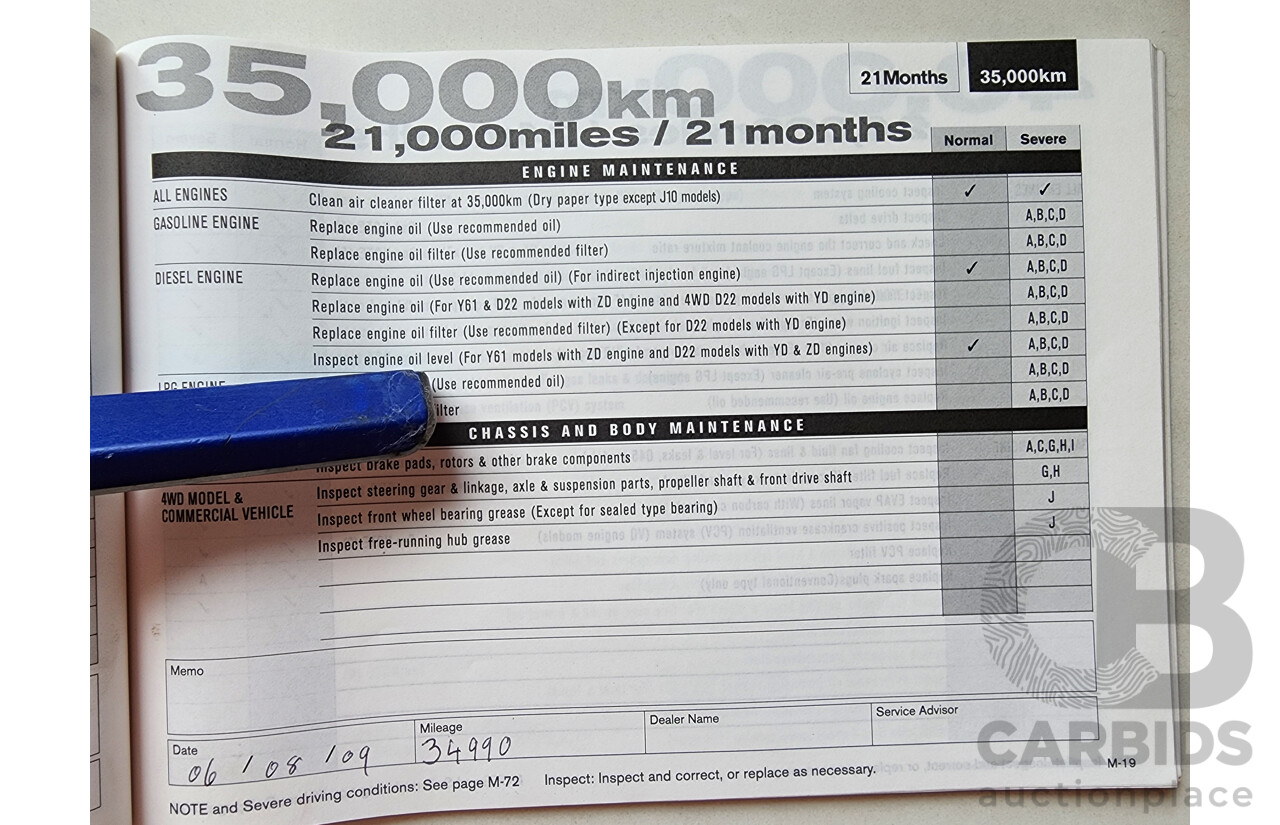 35,000km
21,000miles / 21months
21Months 35,000km
Normal Severe
ENGINE MAINTENANCE
ALL ENGINES Clean air cleaner filter at 35,000km (Dry paper type except J10 models) ✓ ✓
GASOLINE ENGINE Replace engine oil (Use recommended oil) A,B,C,D
Replace engine oil filter (Use recommended filter) A,B,C,D
DIESEL ENGINE Replace engine oil (Use recommended oil) (For indirect injection engine) ✓ A,B,C,D
Replace engine oil (For Y61 & D22 models with ZD engine and 4WD D22 models with YD engine) A,B,C,D
Replace engine oil filter (Use recommended filter) (Except for D22 models with YD engine) A,B,C,D
Inspect engine oil level (For Y61 models with ZD engine and D22 models with YD & ZD engines) ✓ A,B,C,D
LPG ENGINE (Use recommended oil) A,B,C,D
ilter A,B,C,D
CHASSIS AND BODY MAINTENANCE
Inspect brake pads, rotors & other brake components A,C,G,H,I
4WD MODEL & Inspect steering gear & linkage, axle & suspension parts, propeller shaft & front drive shaft G,H
COMMERCIAL VEHICLE Inspect front wheel bearing grease (Except for sealed type bearing) J
Inspect free-running hub grease J
Memo
Date 06 / 08 / 09 Mileage 34990 Dealer Name Service Advisor
NOTE and Severe driving conditions: See page M-72 Inspect: Inspect and correct, or replace as necessary. M-19
CB
CARBIDS
auctionplace